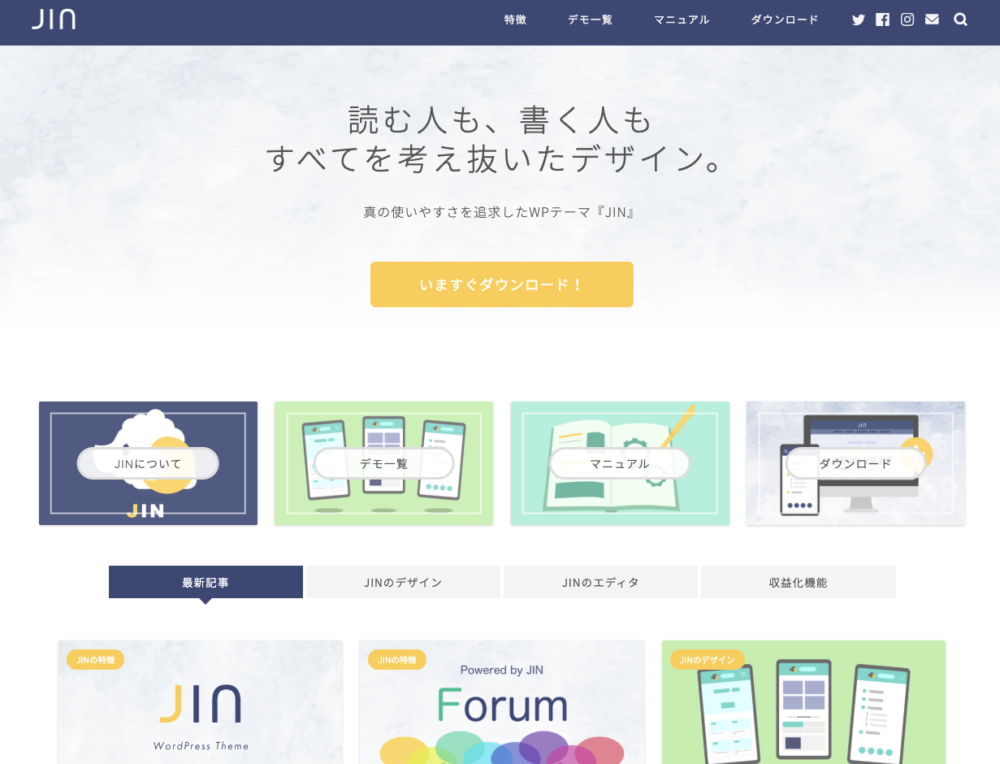 JIN
特徴 デモ一覧 マニュアル ダウンロード
読む人も、書く人も
すべてを考え抜いたデザイン。
真の使いやすさを追求したWPテーマ『JIN』
いますぐダウンロード！
JINについて
JIN
デモ一覧
マニュアル
JIN
ダウンロード
最新記事 JINのデザイン JINのエディタ 収益化機能
JINの特徴
JIN
WordPress Theme
JINの特徴
Powered by JIN
Forum
JINのデザイン